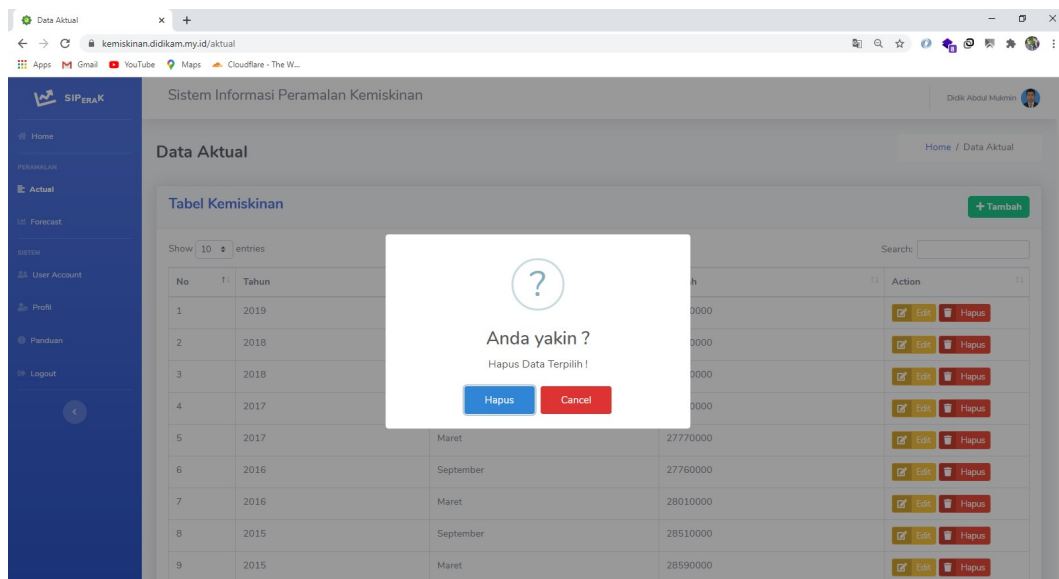 Data Aktual
kemiskinan.didikam.my.id/aktual
Apps Gmail YouTube Maps Cloudflare - The W...
SIPERAK
Sistem Informasi Peramalan Kemiskinan
Didik Abdul Mukmin
Home
PERAMALAN
Actual
Forecast
SISTEM
User Account
Profil
Panduan
Logout
Data Aktual
Home / Data Aktual
Tabel Kemiskinan
+ Tambah
Show 10 entries
Search:
No Tahun h Action
1 2019 0000 Edit Hapus
2 2018 0000 Edit Hapus
3 2018 0000 Edit Hapus
4 2017 0000 Edit Hapus
5 2017 Maret 27770000 Edit Hapus
6 2016 September 27760000 Edit Hapus
7 2016 Maret 28010000 Edit Hapus
8 2015 September 28510000 Edit Hapus
9 2015 Maret 28590000 Edit Hapus
?
Anda yakin ?
Hapus Data Terpilih !
Hapus Cancel